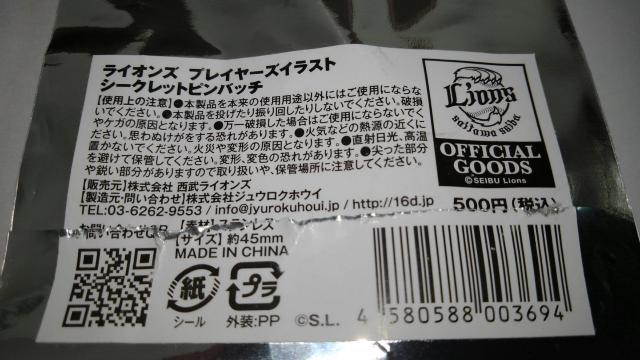 ライオンズ プレイヤーズイラスト
シークレットピンバッチ
【使用上の注意】●本製品を本来の使用用途以外にはご使用にならな
いでください。●本製品を投げたり振り回したりしないでください。破損
やケガの原因となります。●万一破損した場合はご使用にならないでく
ださい。思わぬけがをする恐れがあります。●火気などの熱源の近くに
置かないでください。火災や変形の原因となります。●直射日光、高温
を避けて保管してください。変形、変色の恐れがあります。●尖った部分
や鋭い部分がありますので取り扱いや、保管場所に注意してください。
【販売元】株式会社 西武ライオンズ
【製造元・問い合わせ】株式会社ジュウロクホウイ
TEL:03-6262-9553 / info@jyurokuhoui.jp / http://16d.jp
お問い合わせは
【サイズ】約45mm
MADE IN CHINA
紙
シール
プラ
外装:PP
©S.L.
Lions
saitama seibu
OFFICIAL
GOODS
©SEIBU Lions
500円(税込)
4 580588 003694